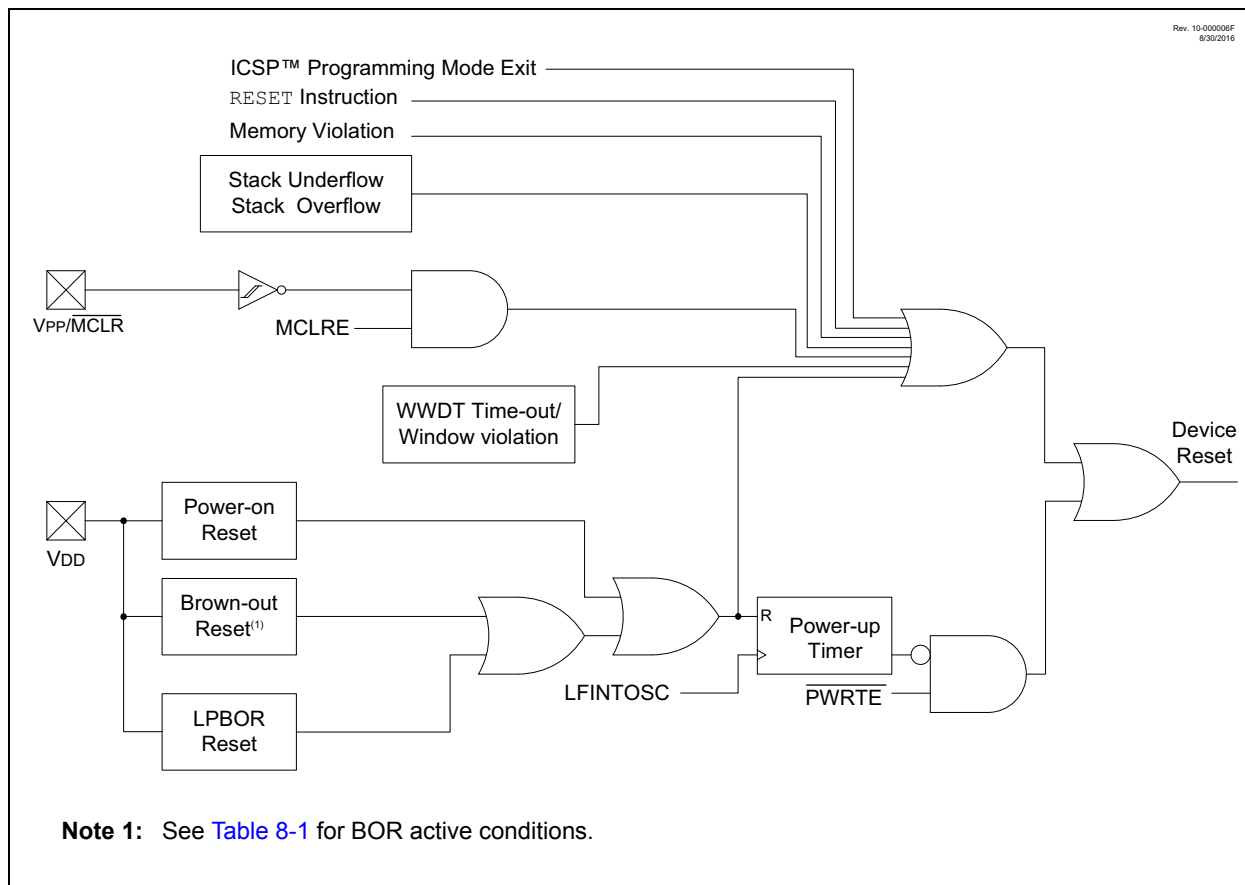 Rev. 10-000006F
8/30/2016
ICSP™ Programming Mode Exit
RESET Instruction
Memory Violation
Stack Underflow
Stack Overflow
VPP/MCLR
MCLRE
WWDT Time-out/
Window violation
Device
Reset
VDD
Power-on
Reset
Brown-out
Reset(1)
LPBOR
Reset
R
Power-up
Timer
LFINTOSC
PWRTE
Note 1: See Table 8-1 for BOR active conditions.